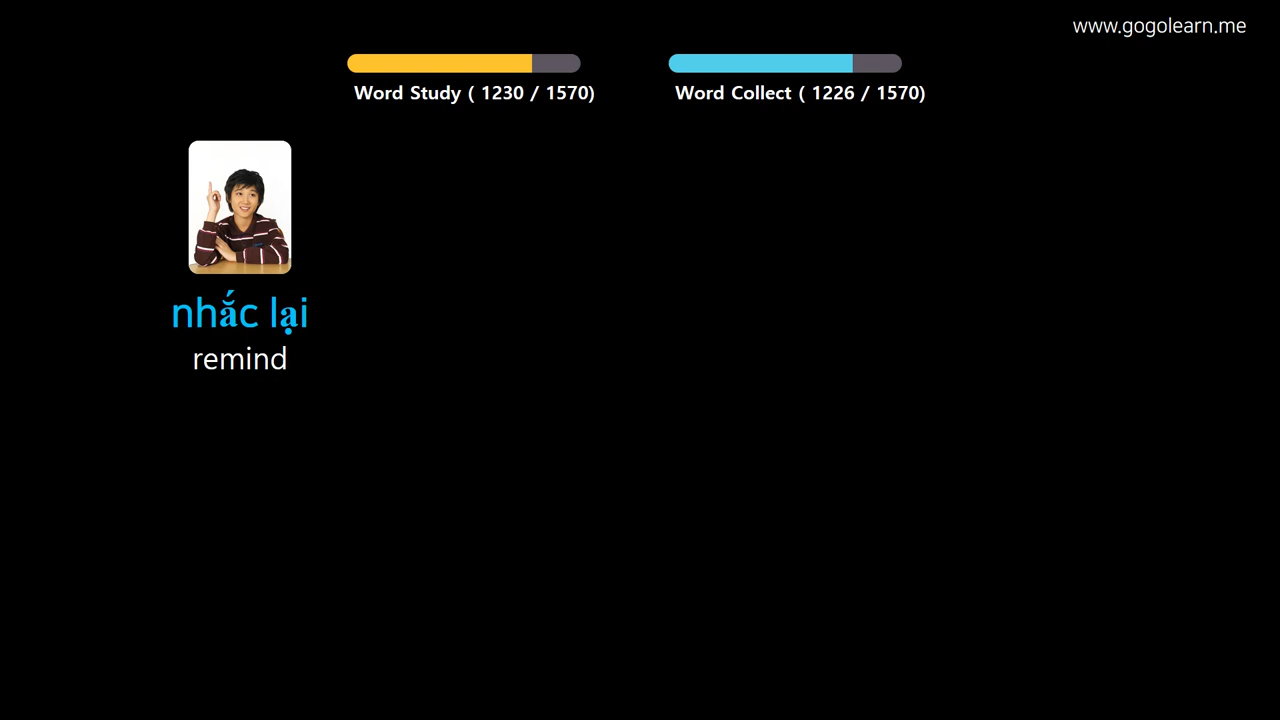 www.gogolearn.me
Word Study ( 1230 / 1570)
Word Collect ( 1226 / 1570)
nhắc lại
remind